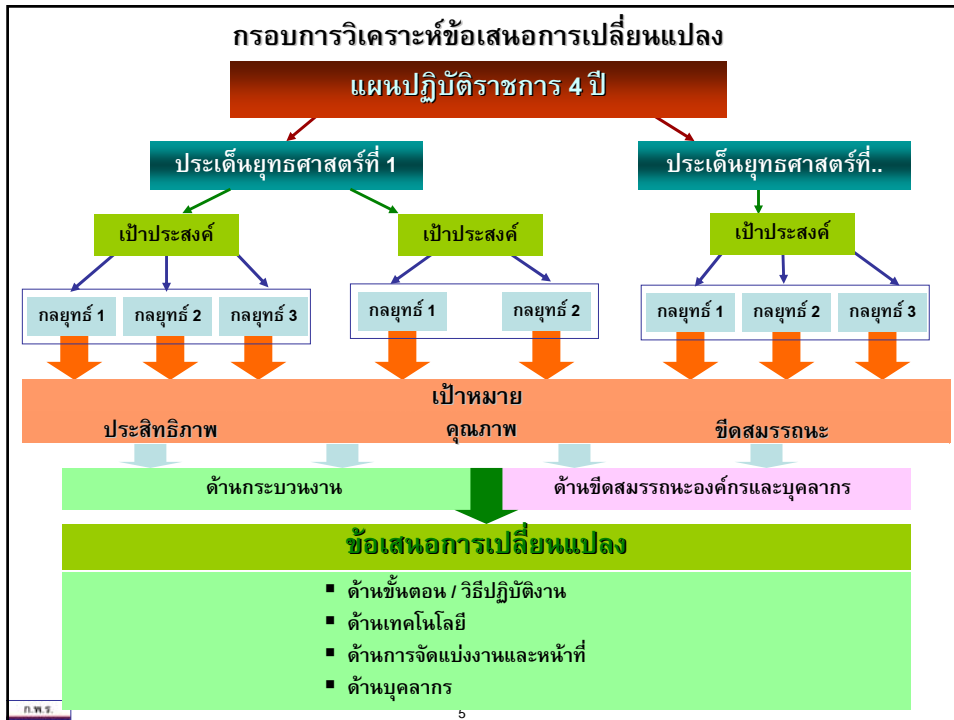 กรอบการวิเคราะห์ข้อเสนอการเปลี่ยนแปลง
แผนปฏิบัติราชการ 4 ปี
ประเด็นยุทธศาสตร์ที่ 1
ประเด็นยุทธศาสตร์ที่..
เป้าประสงค์
เป้าประสงค์
เป้าประสงค์
กลยุทธ์ 1
กลยุทธ์ 2
กลยุทธ์ 3
กลยุทธ์ 1
กลยุทธ์ 2
กลยุทธ์ 1
กลยุทธ์ 2
กลยุทธ์ 3
เป้าหมาย
ประสิทธิภาพ
คุณภาพ
ขีดสมรรถนะ
ด้านกระบวนงาน
ด้านขีดสมรรถนะองค์กรและบุคลากร
ข้อเสนอการเปลี่ยนแปลง
▪ ด้านขั้นตอน / วิธีปฏิบัติงาน
▪ ด้านเทคโนโลยี
▪ ด้านการจัดแบ่งงานและหน้าที่
▪ ด้านบุคลากร
ก.พ.ร.
5